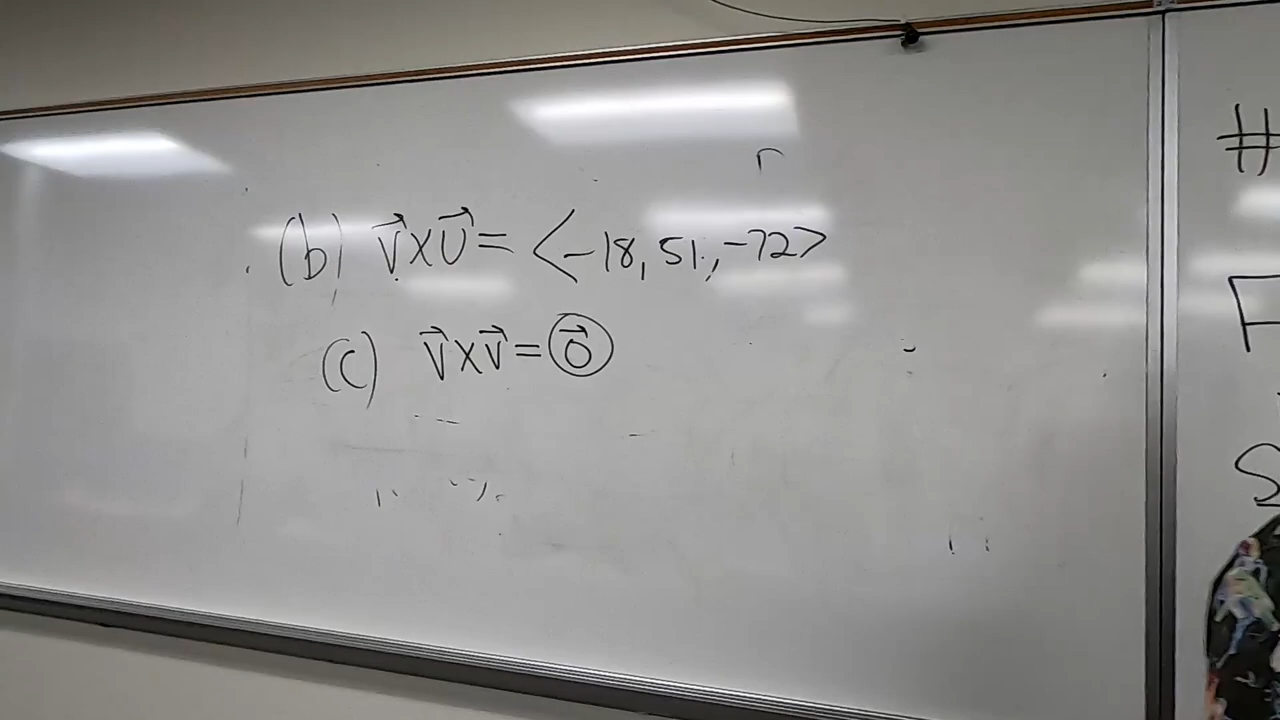 (b) v⃗ x u⃗ = <-18, 51, -72>
(c) v⃗ x v⃗ = 0⃗
#
F
S